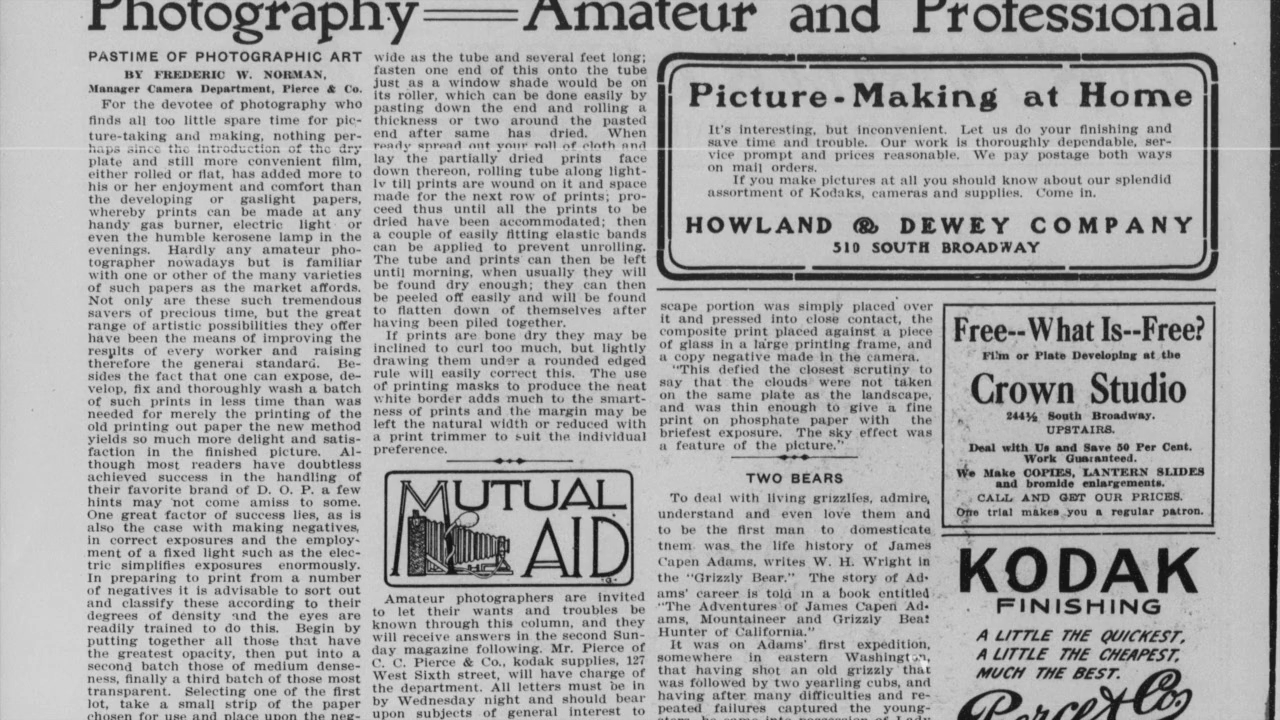 Photography——Amateur and Professional
PASTIME OF PHOTOGRAPHIC ART
BY FREDERIC W. NORMAN,
Manager Camera Department, Pierce & Co.
For the devotee of photography who
finds all too little spare time for pic-
ture-taking and making, nothing per-
haps since the introduction of the dry
plate and still more convenient film,
either rolled or flat, has added more to
his or her enjoyment and comfort than
the developing or gaslight papers,
whereby prints can be made at any
handy gas burner, electric light or
even the humble kerosene lamp in the
evenings. Hardly any amateur pho-
tographer nowadays but is familiar
with one or other of the many varieties
of such papers as the market affords.
Not only are these such tremendous
savers of precious time, but the great
range of artistic possibilities they offer
have been the means of improving the
results of every worker and raising
therefore the general standard. Be-
sides the fact that one can expose, de-
velop, fix and thoroughly wash a batch
of such prints in less time than was
needed for merely the printing of the
old printing out paper the new method
yields so much more delight and satis-
faction in the finished picture. Al-
though most readers have doubtless
achieved success in the handling of
their favorite brand of D. O. P. a few
hints may not come amiss to some.
One great factor of success lies, as is
also the case with making negatives,
in correct exposures and the employ-
ment of a fixed light such as the elec-
tric simplifies exposures enormously.
In preparing to print from a number
of negatives it is advisable to sort out
and classify these according to their
degrees of density and the eyes are
readily trained to do this. Begin by
putting together all those that have
the greatest opacity, then put into a
second batch those of medium dense-
ness, finally a third batch of those most
transparent. Selecting one of the first
lot, take a small strip of the paper
chosen for use and place upon the neg-
wide as the tube and several feet long;
fasten one end of this onto the tube
just as a window shade would be on
its roller, which can be done easily by
pasting down the end and rolling a
thickness or two around the pasted
end after same has dried. When
ready spread out your roll of cloth and
lay the partially dried prints face
down thereon, rolling tube along light-
ly till prints are wound on it and space
made for the next row of prints; pro-
ceed thus until all the prints to be
dried have been accommodated; then
a couple of easily fitting elastic bands
can be applied to prevent unrolling.
The tube and prints can then be left
until morning, when usually they will
be found dry enough; they can then
be peeled off easily and will be found
to flatten down of themselves after
having been piled together.
If prints are bone dry they may be
inclined to curl too much, but lightly
drawing them under a rounded edged
rule will easily correct this. The use
of printing masks to produce the neat
white border adds much to the smart-
ness of prints and the margin may be
left the natural width or reduced with
a print trimmer to suit the individual
preference.
MUTUAL
AID
Amateur photographers are invited
to let their wants and troubles be
known through this column, and they
will receive answers in the second Sun-
day magazine following. Mr. Pierce of
C. C. Pierce & Co., kodak supplies, 127
West Sixth street, will have charge of
the department. All letters must be in
by Wednesday night and should bear
upon subjects of general interest to
Picture-Making at Home
It's interesting, but inconvenient. Let us do your finishing and
save time and trouble. Our work is thoroughly dependable, ser-
vice prompt and prices reasonable. We pay postage both ways
on mail orders.
If you make pictures at all you should know about our splendid
assortment of Kodaks, cameras and supplies. Come in.
HOWLAND & DEWEY COMPANY
510 SOUTH BROADWAY
scape portion was simply placed over
it and pressed into close contact, the
composite print placed against a piece
of glass in a large printing frame, and
a copy negative made in the camera.
"This defied the closest scrutiny to
say that the clouds were not taken
on the same plate as the landscape,
and was thin enough to give a fine
print on phosphate paper with the
briefest exposure. The sky effect was
a feature of the picture."
TWO BEARS
To deal with living grizzlies, admire,
understand and even love them and
to be the first man to domesticate
them was the life history of James
Capen Adams, writes W. H. Wright in
the "Grizzly Bear." The story of Ad-
ams' career is told in a book entitled
"The Adventures of James Capen Ad-
ams, Mountaineer and Grizzly Bear
Hunter of California."
It was on Adams' first expedition,
somewhere in eastern Washington,
that having shot an old grizzly that
was followed by two yearling cubs, and
having after many difficulties and re-
peated failures captured the young-
Free--What Is--Free?
Film or Plate Developing at the
Crown Studio
244½ South Broadway.
UPSTAIRS.
Deal with Us and Save 50 Per Cent.
Work Guaranteed.
We Make COPIES, LANTERN SLIDES
and bromide enlargements.
CALL AND GET OUR PRICES.
One trial makes you a regular patron.
KODAK
FINISHING
A LITTLE THE QUICKEST,
A LITTLE THE CHEAPEST,
MUCH THE BEST.